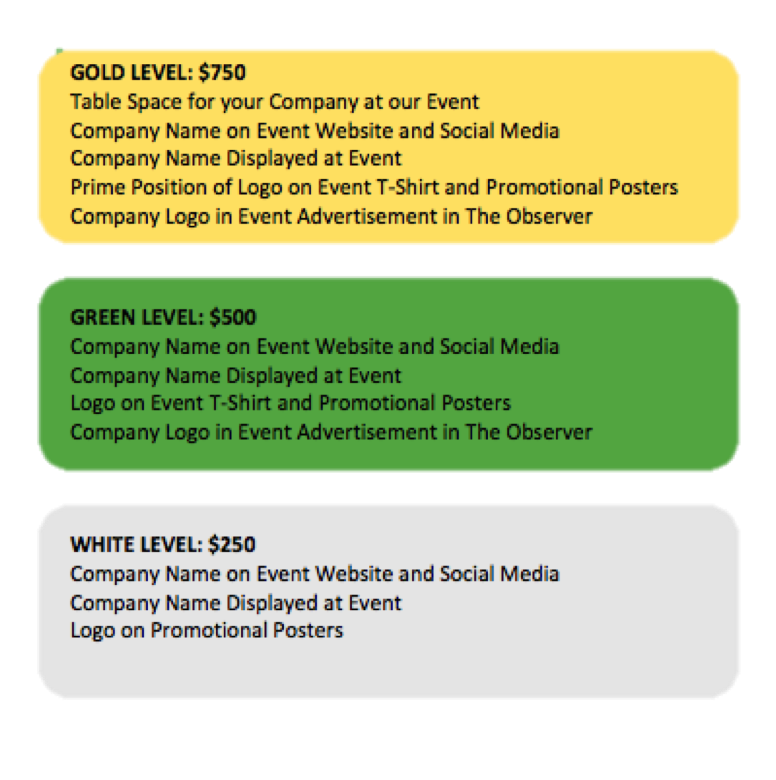 GOLD LEVEL: $750
Table Space for your Company at our Event
Company Name on Event Website and Social Media
Company Name Displayed at Event
Prime Position of Logo on Event T-Shirt and Promotional Posters
Company Logo in Event Advertisement in The Observer
GREEN LEVEL: $500
Company Name on Event Website and Social Media
Company Name Displayed at Event
Logo on Event T-Shirt and Promotional Posters
Company Logo in Event Advertisement in The Observer
WHITE LEVEL: $250
Company Name on Event Website and Social Media
Company Name Displayed at Event
Logo on Promotional Posters